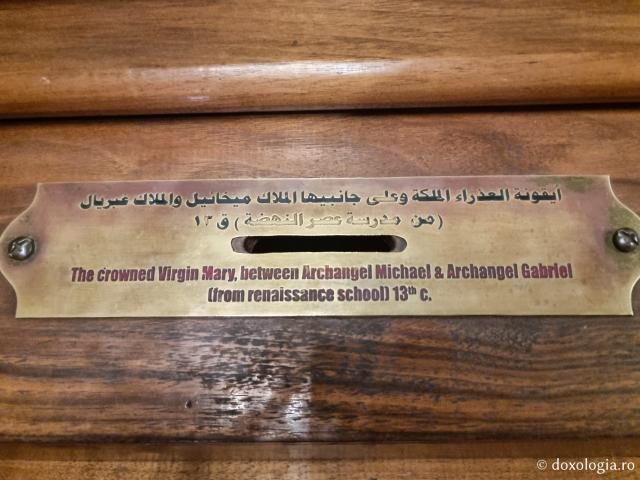 أيقونة العذراء الملكة وعلى جانبيها الملاك ميخائيل والملاك غبريال
(من مدرسة عصر النهضة) ق ١٣
The crowned Virgin Mary, between Archangel Michael & Archangel Gabriel
(from renaissance school) 13th c.
© doxologia.ro